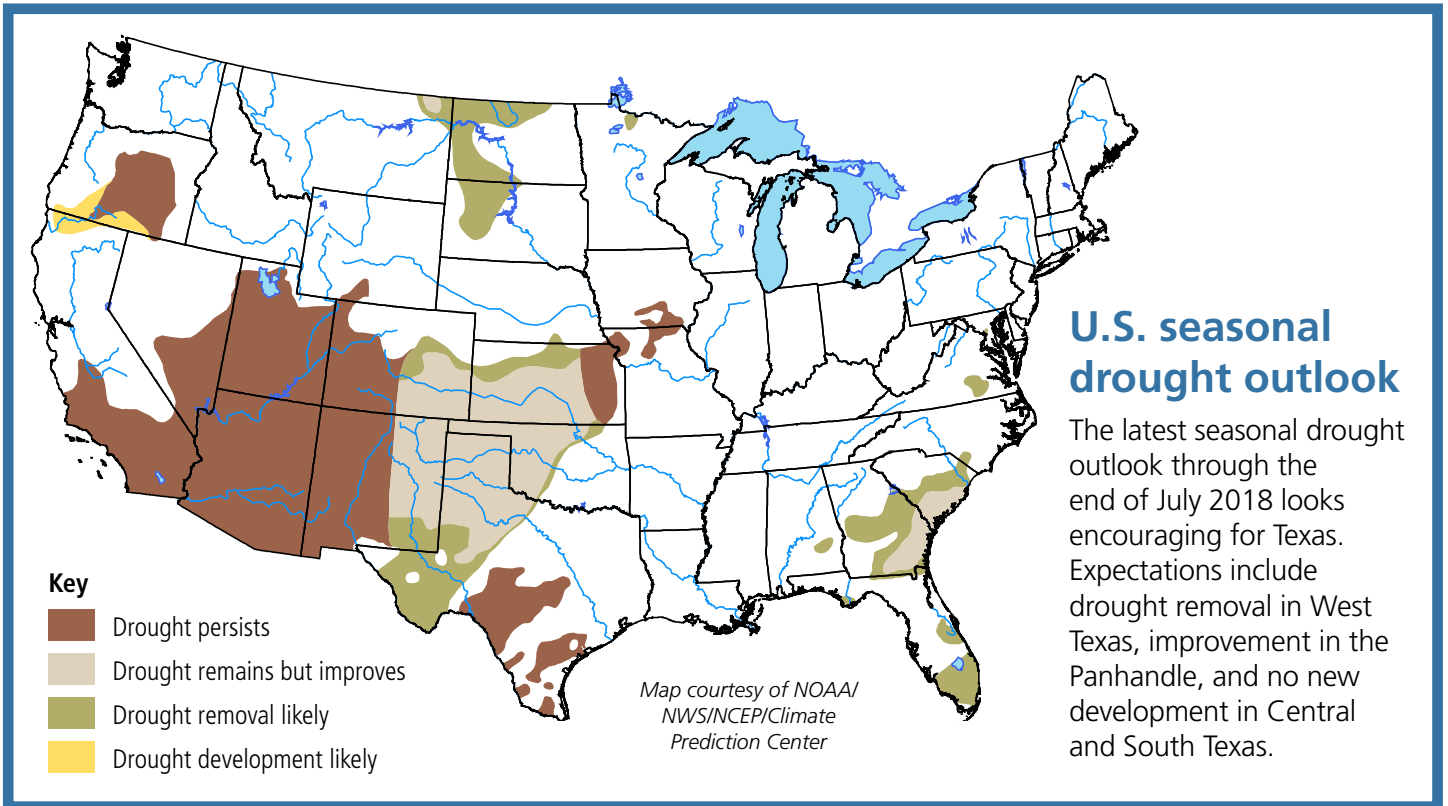 U.S. seasonal
drought outlook
The latest seasonal drought
outlook through the
end of July 2018 looks
encouraging for Texas.
Expectations include
drought removal in West
Texas, improvement in the
Panhandle, and no new
development in Central
and South Texas.
Key
Drought persists
Drought remains but improves
Drought removal likely
Drought development likely
Map courtesy of NOAA/
NWS/NCEP/Climate
Prediction Center